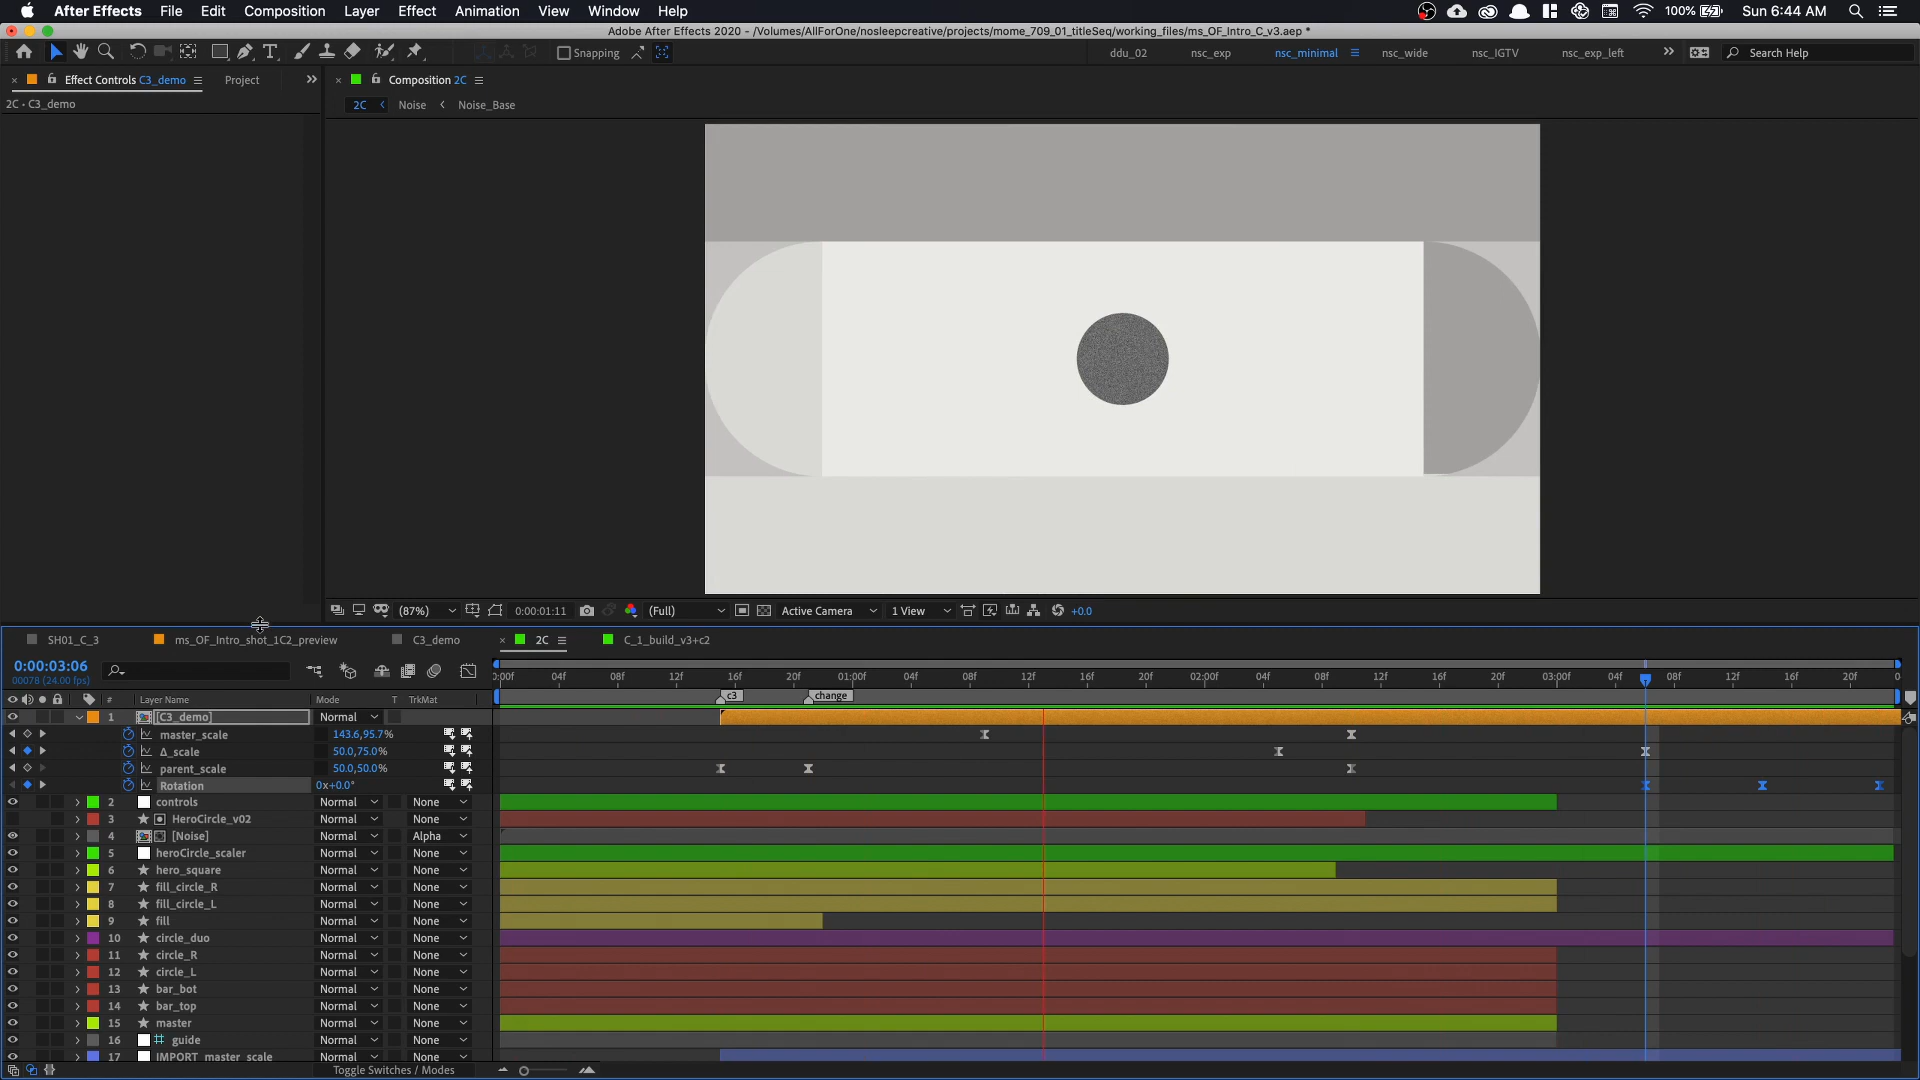 After Effects File Edit Composition Layer Effect Animation View Window Help 100% Sun 6:44 AM
Adobe After Effects 2020 - /Volumes/AllForOne/nosleepcreative/projects/mome_709_01_titleSeq/working_files/ms_OF_Intro_C_v3.aep *
Snapping ddu_02 nsc_exp nsc_minimal nsc_wide nsc_IGTV nsc_exp_left Search Help
Effect Controls C3_demo Project Composition 2C
2C • C3_demo 2C Noise Noise_Base
(87%) 0:00:01:11 (Full) Active Camera 1 View +0.0
SH01_C_3 ms_OF_Intro_shot_1C2_preview C3_demo 2C C_1_build_v3+c2
0:00:03:06
00078 (24.00 fps)
0:00f 04f 08f 12f 16f 20f 01:00f 04f 08f 12f 16f 20f 02:00f 04f 08f 12f 16f 20f 03:00f 04f 08f 12f 16f 20f 0
# Layer Name Mode T TrkMat c3 change
1 [C3_demo] Normal
master_scale 143.6,95.7%
Δ_scale 50.0,75.0%
parent_scale 50.0,50.0%
Rotation 0x+0.0°
2 controls Normal None
3 HeroCircle_v02 Normal None
4 [Noise] Normal Alpha
5 heroCircle_scaler Normal None
6 hero_square Normal None
7 fill_circle_R Normal None
8 fill_circle_L Normal None
9 fill Normal None
10 circle_duo Normal None
11 circle_R Normal None
12 circle_L Normal None
13 bar_bot Normal None
14 bar_top Normal None
15 master Normal None
16 guide Normal None
17 IMPORT_master_scale Normal None
Toggle Switches / Modes